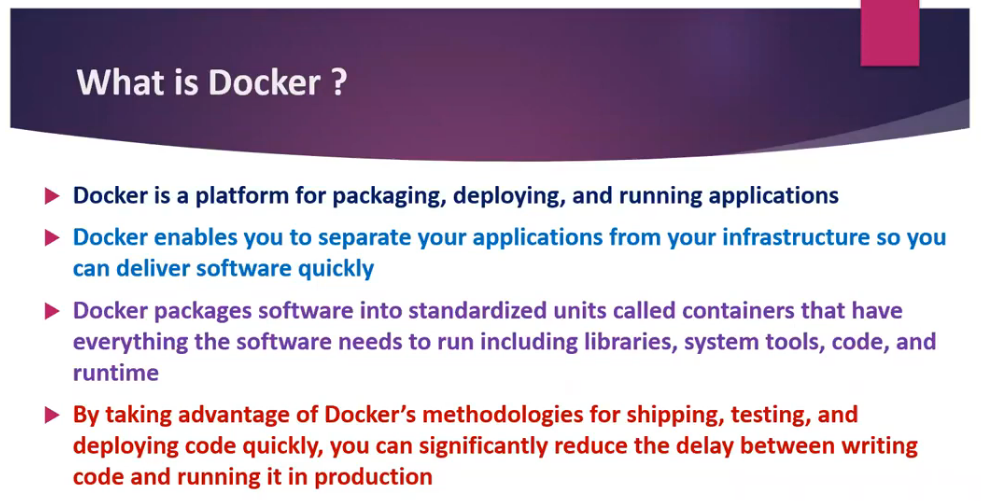 What is Docker ?
Docker is a platform for packaging, deploying, and running applications
Docker enables you to separate your applications from your infrastructure so you
can deliver software quickly
Docker packages software into standardized units called containers that have
everything the software needs to run including libraries, system tools, code, and
runtime
By taking advantage of Docker’s methodologies for shipping, testing, and
deploying code quickly, you can significantly reduce the delay between writing
code and running it in production